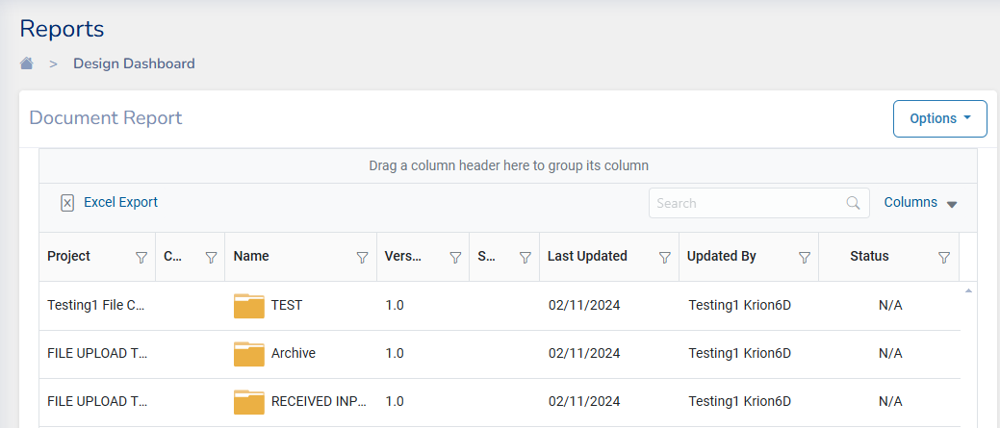 Reports
> Design Dashboard
Document Report
Options
Drag a column header here to group its column
X Excel Export Search Columns
Project C... Name Vers... S... Last Updated Updated By Status
Testing1 File C... TEST 1.0 02/11/2024 Testing1 Krion6D N/A
FILE UPLOAD T... Archive 1.0 02/11/2024 Testing1 Krion6D N/A
FILE UPLOAD T... RECEIVED INP... 1.0 02/11/2024 Testing1 Krion6D N/A